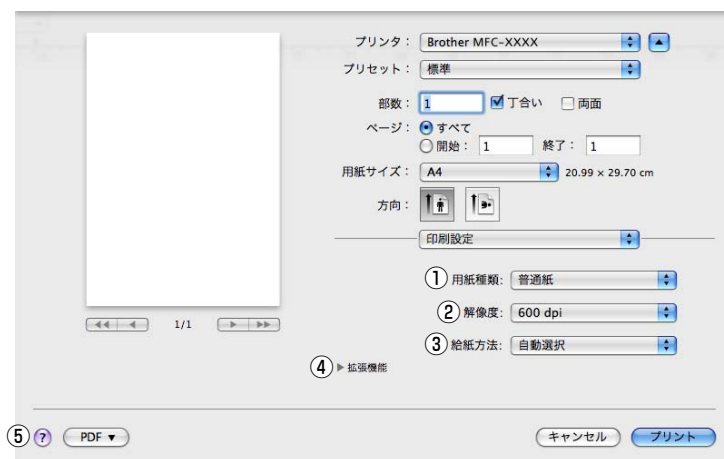 プリンタ： Brother MFC-XXXX
プリセット： 標準
部数： 1 丁合い 両面
ページ： すべて
開始： 1 終了： 1
用紙サイズ： A4 20.99 × 29.70 cm
方向：
印刷設定
① 用紙種類: 普通紙
1/1
② 解像度: 600 dpi
③ 給紙方法: 自動選択
④ ▶ 拡張機能
⑤ ? PDF ▼ キャンセル プリント